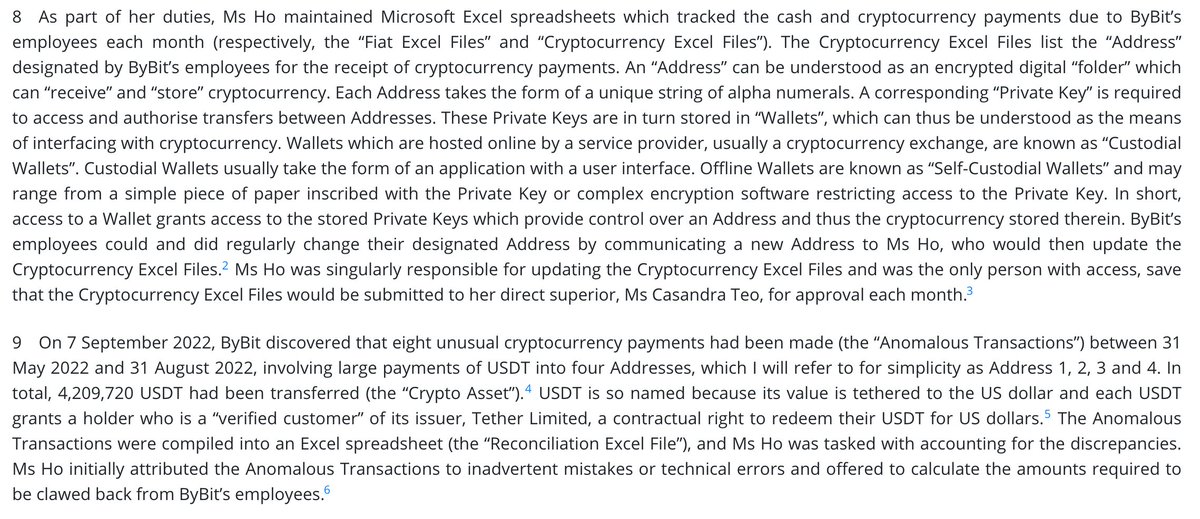 8 As part of her duties, Ms Ho maintained Microsoft Excel spreadsheets which tracked the cash and cryptocurrency payments due to ByBit’s
employees each month (respectively, the “Fiat Excel Files” and “Cryptocurrency Excel Files”). The Cryptocurrency Excel Files list the “Address”
designated by ByBit’s employees for the receipt of cryptocurrency payments. An “Address” can be understood as an encrypted digital “folder” which
can “receive” and “store” cryptocurrency. Each Address takes the form of a unique string of alpha numerals. A corresponding “Private Key” is required
to access and authorise transfers between Addresses. These Private Keys are in turn stored in “Wallets”, which can thus be understood as the means
of interfacing with cryptocurrency. Wallets which are hosted online by a service provider, usually a cryptocurrency exchange, are known as “Custodial
Wallets”. Custodial Wallets usually take the form of an application with a user interface. Offline Wallets are known as “Self-Custodial Wallets” and may
range from a simple piece of paper inscribed with the Private Key or complex encryption software restricting access to the Private Key. In short,
access to a Wallet grants access to the stored Private Keys which provide control over an Address and thus the cryptocurrency stored therein. ByBit’s
employees could and did regularly change their designated Address by communicating a new Address to Ms Ho, who would then update the
Cryptocurrency Excel Files.2 Ms Ho was singularly responsible for updating the Cryptocurrency Excel Files and was the only person with access, save
that the Cryptocurrency Excel Files would be submitted to her direct superior, Ms Casandra Teo, for approval each month.3
9 On 7 September 2022, ByBit discovered that eight unusual cryptocurrency payments had been made (the “Anomalous Transactions”) between 31
May 2022 and 31 August 2022, involving large payments of USDT into four Addresses, which I will refer to for simplicity as Address 1, 2, 3 and 4. In
total, 4,209,720 USDT had been transferred (the “Crypto Asset”).4 USDT is so named because its value is tethered to the US dollar and each USDT
grants a holder who is a “verified customer” of its issuer, Tether Limited, a contractual right to redeem their USDT for US dollars.5 The Anomalous
Transactions were compiled into an Excel spreadsheet (the “Reconciliation Excel File”), and Ms Ho was tasked with accounting for the discrepancies.
Ms Ho initially attributed the Anomalous Transactions to inadvertent mistakes or technical errors and offered to calculate the amounts required to
be clawed back from ByBit’s employees.6